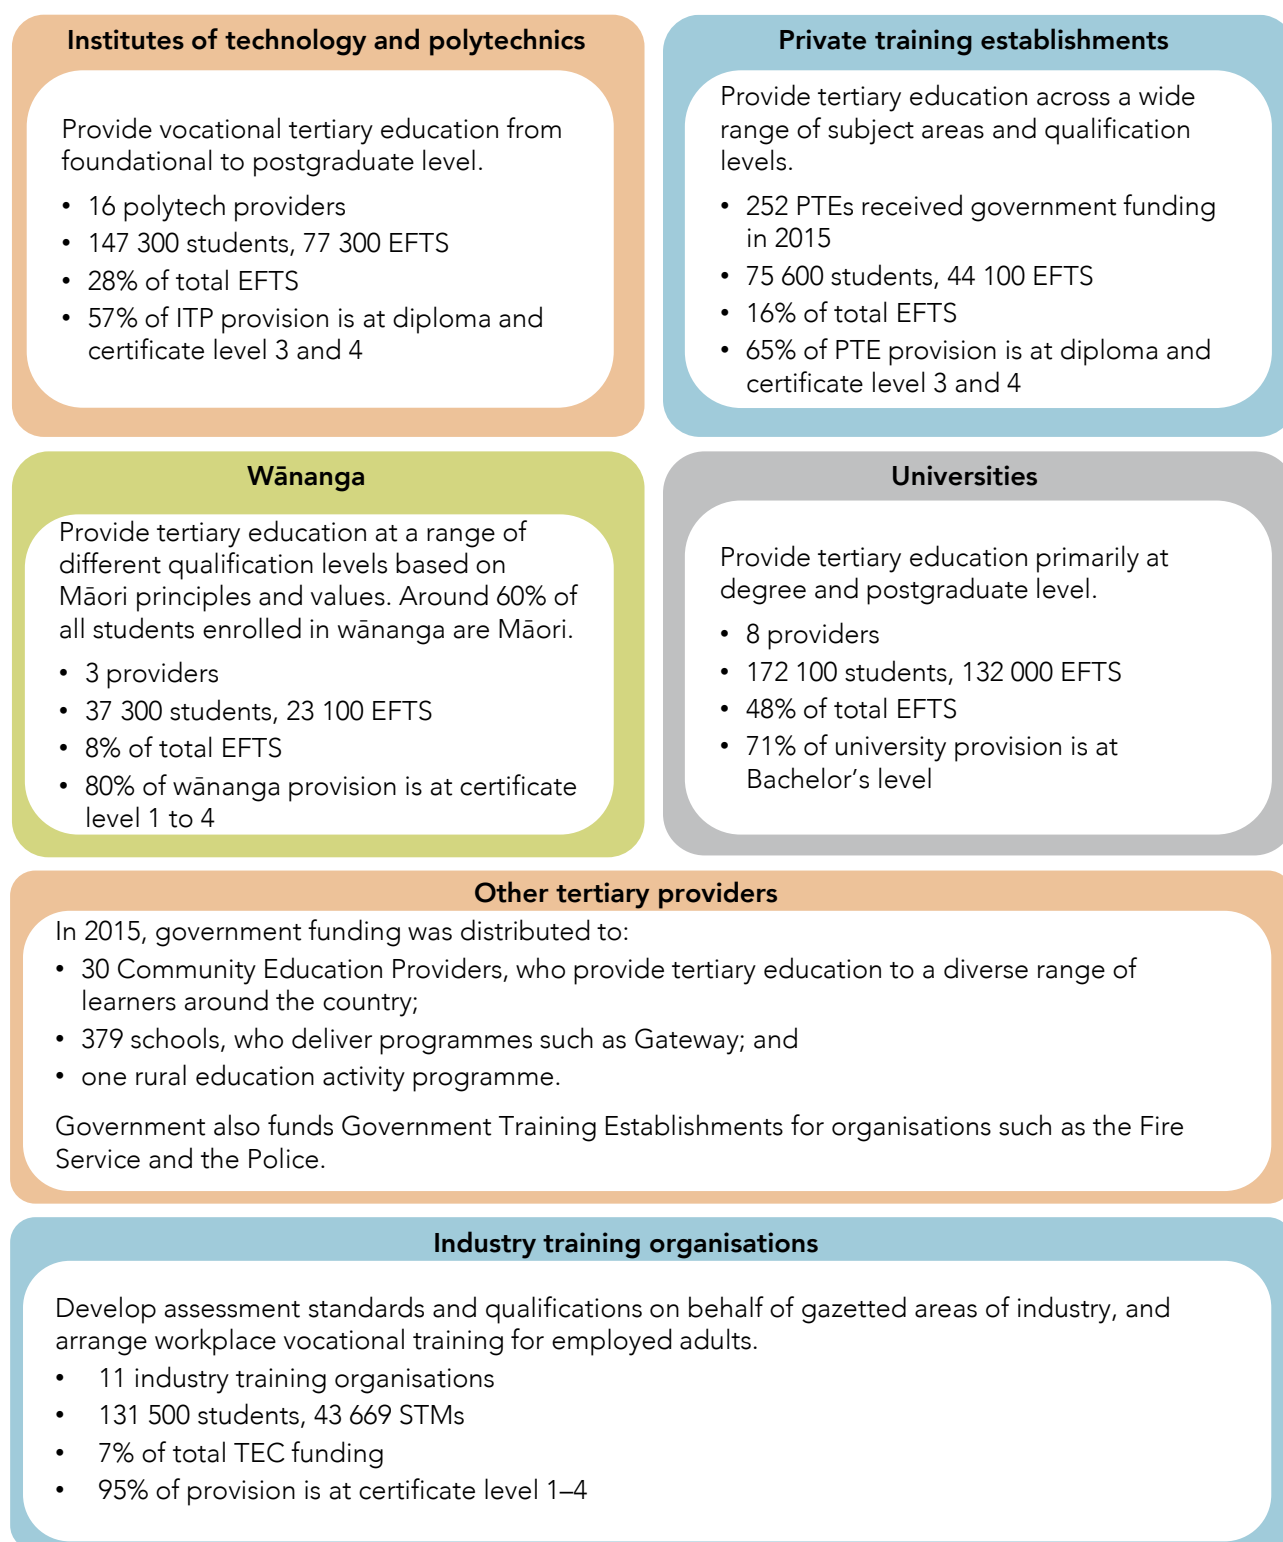 Institutes of technology and polytechnics
Provide vocational tertiary education from
foundational to postgraduate level.
• 16 polytech providers
• 147 300 students, 77 300 EFTS
• 28% of total EFTS
• 57% of ITP provision is at diploma and
certificate level 3 and 4
Private training establishments
Provide tertiary education across a wide
range of subject areas and qualification
levels.
• 252 PTEs received government funding
in 2015
• 75 600 students, 44 100 EFTS
• 16% of total EFTS
• 65% of PTE provision is at diploma and
certificate level 3 and 4
Wānanga
Provide tertiary education at a range of
different qualification levels based on
Māori principles and values. Around 60% of
all students enrolled in wānanga are Māori.
• 3 providers
• 37 300 students, 23 100 EFTS
• 8% of total EFTS
• 80% of wānanga provision is at certificate
level 1 to 4
Universities
Provide tertiary education primarily at
degree and postgraduate level.
• 8 providers
• 172 100 students, 132 000 EFTS
• 48% of total EFTS
• 71% of university provision is at
Bachelor’s level
Other tertiary providers
In 2015, government funding was distributed to:
• 30 Community Education Providers, who provide tertiary education to a diverse range of
learners around the country;
• 379 schools, who deliver programmes such as Gateway; and
• one rural education activity programme.
Government also funds Government Training Establishments for organisations such as the Fire
Service and the Police.
Industry training organisations
Develop assessment standards and qualifications on behalf of gazetted areas of industry, and
arrange workplace vocational training for employed adults.
• 11 industry training organisations
• 131 500 students, 43 669 STMs
• 7% of total TEC funding
• 95% of provision is at certificate level 1–4